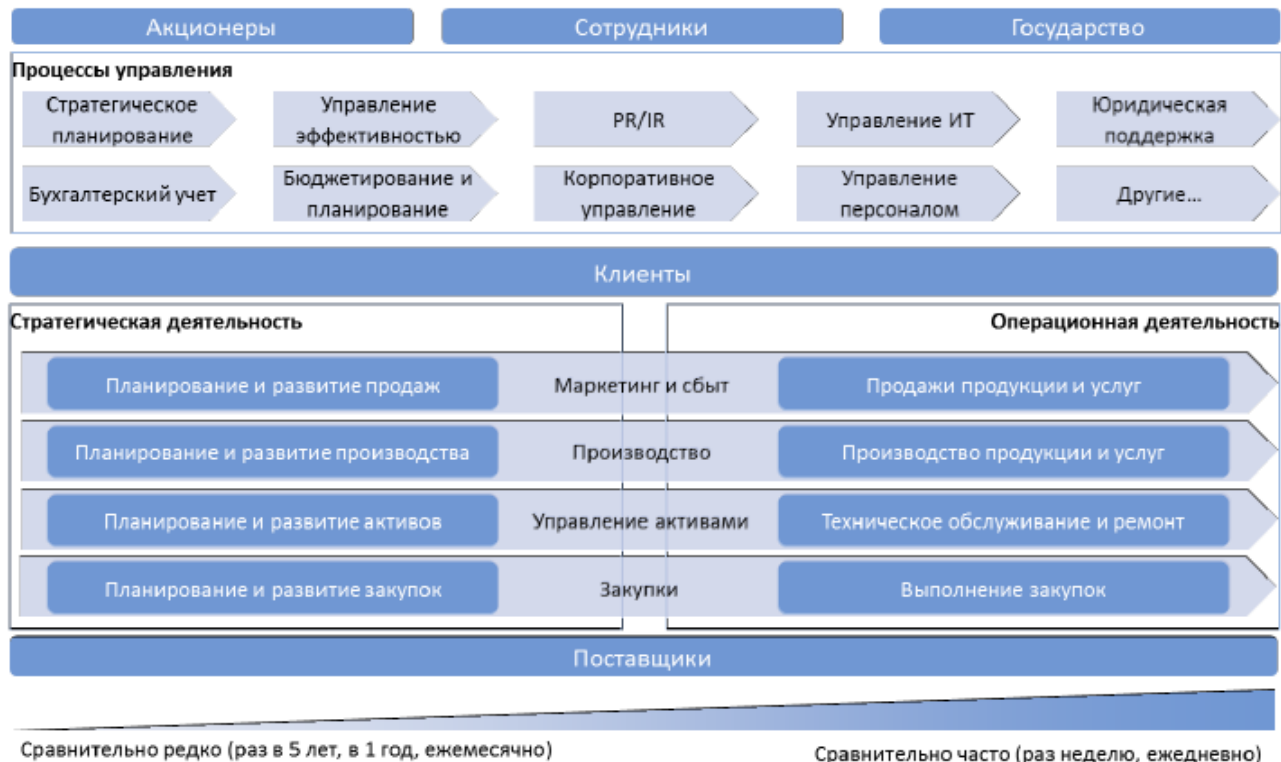 Акционеры
Сотрудники
Государство
Процессы управления
Стратегическое
планирование
Управление
эффективностью
PR/IR
Управление ИТ
Юридическая
поддержка
Бухгалтерский учет
Бюджетирование и
планирование
Корпоративное
управление
Управление
персоналом
Другие...
Клиенты
Стратегическая деятельность
Операционная деятельность
Планирование и развитие продаж
Маркетинг и сбыт
Продажи продукции и услуг
Планирование и развитие производства
Производство
Производство продукции и услуг
Планирование и развитие активов
Управление активами
Техническое обслуживание и ремонт
Планирование и развитие закупок
Закупки
Выполнение закупок
Поставщики
Сравнительно редко (раз в 5 лет, в 1 год, ежемесячно)
Сравнительно часто (раз неделю, ежедневно)